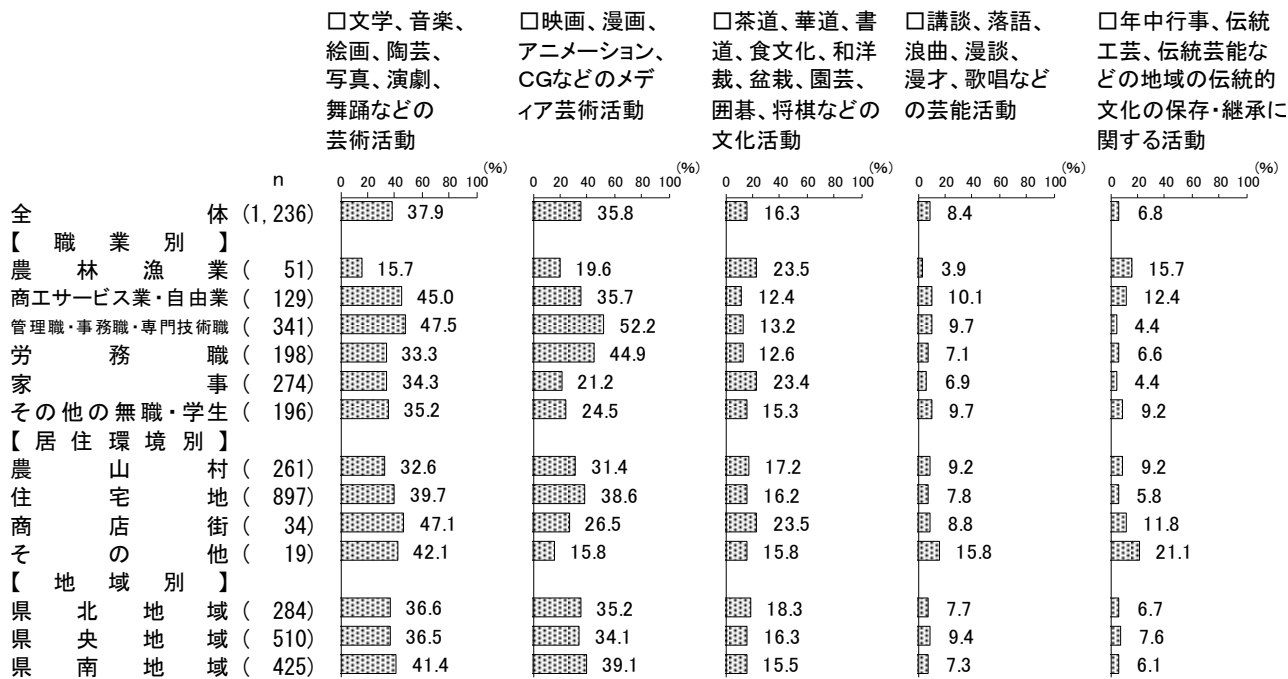 □文学、音楽、
絵画、陶芸、
写真、演劇、
舞踊などの
芸術活動
□映画、漫画、
アニメーション、
CGなどのメデ
ィア芸術活動
□茶道、華道、書
道、食文化、和洋
裁、盆栽、園芸、
囲碁、将棋などの
文化活動
□講談、落語、
浪曲、漫談、
漫才、歌唱など
の芸能活動
□年中行事、伝統
工芸、伝統芸能な
どの地域の伝統的
文化の保存・継承に
関する活動
(%) (%) (%) (%) (%)
n 0 20 40 60 80 100 0 20 40 60 80 100 0 20 40 60 80 100 0 20 40 60 80 100 0 20 40 60 80 100
全体 (1,236) 37.9 35.8 16.3 8.4 6.8
【職業別】
農林漁業 ( 51) 15.7 19.6 23.5 3.9 15.7
商工サービス業・自由業 ( 129) 45.0 35.7 12.4 10.1 12.4
管理職・事務職・専門技術職 ( 341) 47.5 52.2 13.2 9.7 4.4
労務職 ( 198) 33.3 44.9 12.6 7.1 6.6
家事 ( 274) 34.3 21.2 23.4 6.9 4.4
その他の無職・学生 ( 196) 35.2 24.5 15.3 9.7 9.2
【居住環境別】
農山村 ( 261) 32.6 31.4 17.2 9.2 9.2
住宅地 ( 897) 39.7 38.6 16.2 7.8 5.8
商店街 ( 34) 47.1 26.5 23.5 8.8 11.8
その他 ( 19) 42.1 15.8 15.8 15.8 21.1
【地域別】
県北地域 ( 284) 36.6 35.2 18.3 7.7 6.7
県央地域 ( 510) 36.5 34.1 16.3 9.4 7.6
県南地域 ( 425) 41.4 39.1 15.5 7.3 6.1